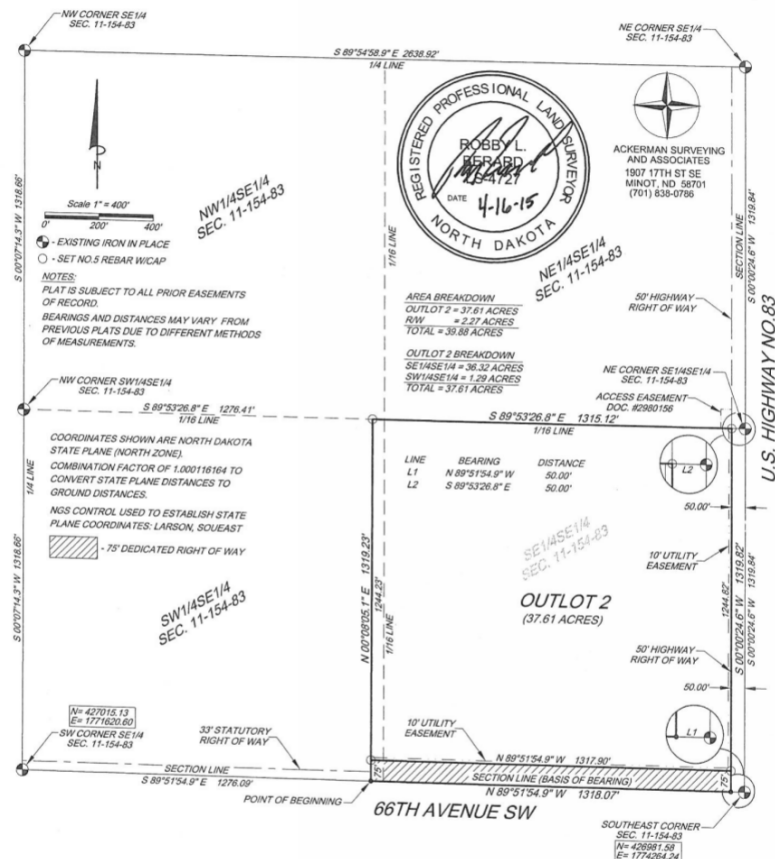 NW CORNER SE1/4
SEC. 11-154-83
NE CORNER SE1/4
SEC. 11-154-83
S 89°54'58.9" E 2638.92'
1/4 LINE
REGISTERED PROFESSIONAL LAND SURVEYOR
ROBBY L.
BERARD
LS-4727
DATE 4-16-15
NORTH DAKOTA
ACKERMAN SURVEYING
AND ASSOCIATES
1907 17TH ST SE
MINOT, ND 58701
(701) 838-0786
N
Scale 1" = 400'
400' 0' 200' 400'
- EXISTING IRON IN PLACE
- SET NO.5 REBAR W/CAP
NOTES:
PLAT IS SUBJECT TO ALL PRIOR EASEMENTS
OF RECORD.
BEARINGS AND DISTANCES MAY VARY FROM
PREVIOUS PLATS DUE TO DIFFERENT METHODS
OF MEASUREMENTS.
NW1/4SE1/4
SEC. 11-154-83
S 00°07'14.3" W 1318.66'
1/16 LINE
NE1/4SE1/4
SEC. 11-154-83
SECTION LINE
S 00°00'24.6" W 1319.84'
50' HIGHWAY
RIGHT OF WAY
U.S. HIGHWAY NO.83
AREA BREAKDOWN
OUTLOT 2 = 37.61 ACRES
R/W = 2.27 ACRES
TOTAL = 39.88 ACRES
OUTLOT 2 BREAKDOWN
SE1/4SE1/4 = 36.32 ACRES
SW1/4SE1/4 = 1.29 ACRES
TOTAL = 37.61 ACRES
NE CORNER SE1/4SE1/4
SEC. 11-154-83
ACCESS EASEMENT
DOC. #2980156
NW CORNER SW1/4SE1/4
SEC. 11-154-83
S 89°53'26.8" E 1276.41'
1/16 LINE
S 89°53'26.8" E 1315.12'
1/16 LINE
COORDINATES SHOWN ARE NORTH DAKOTA
STATE PLANE (NORTH ZONE).
COMBINATION FACTOR OF 1.000116164 TO
CONVERT STATE PLANE DISTANCES TO
GROUND DISTANCES.
NGS CONTROL USED TO ESTABLISH STATE
PLANE COORDINATES: LARSON, SOUEAST
- 75' DEDICATED RIGHT OF WAY
1/4 LINE
S 00°07'14.3" W 1318.66'
LINE BEARING DISTANCE
L1 N 89°51'54.9" W 50.00'
L2 S 89°53'26.8" E 50.00'
L2
50.00'
SE1/4SE1/4
SEC. 11-154-83
10' UTILITY
EASEMENT
N 00°08'05.1" E 1319.23'
1244.23'
1/16 LINE
OUTLOT 2
(37.61 ACRES)
1244.82'
S 00°00'24.6" W 1319.82'
S 00°00'24.6" W 1319.84'
50' HIGHWAY
RIGHT OF WAY
50.00'
SW1/4SE1/4
SEC. 11-154-83
N= 427015.13
E= 1771620.60
SW CORNER SE1/4
SEC. 11-154-83
33' STATUTORY
RIGHT OF WAY
10' UTILITY
EASEMENT
L1
N 89°51'54.9" W 1317.90'
SECTION LINE
S 89°51'54.9" E 1276.09'
75'
SECTION LINE (BASIS OF BEARING)
75'
N 89°51'54.9" W 1318.07'
POINT OF BEGINNING
66TH AVENUE SW
SOUTHEAST CORNER
SEC. 11-154-83
N= 426981.58
E= 1774264.24